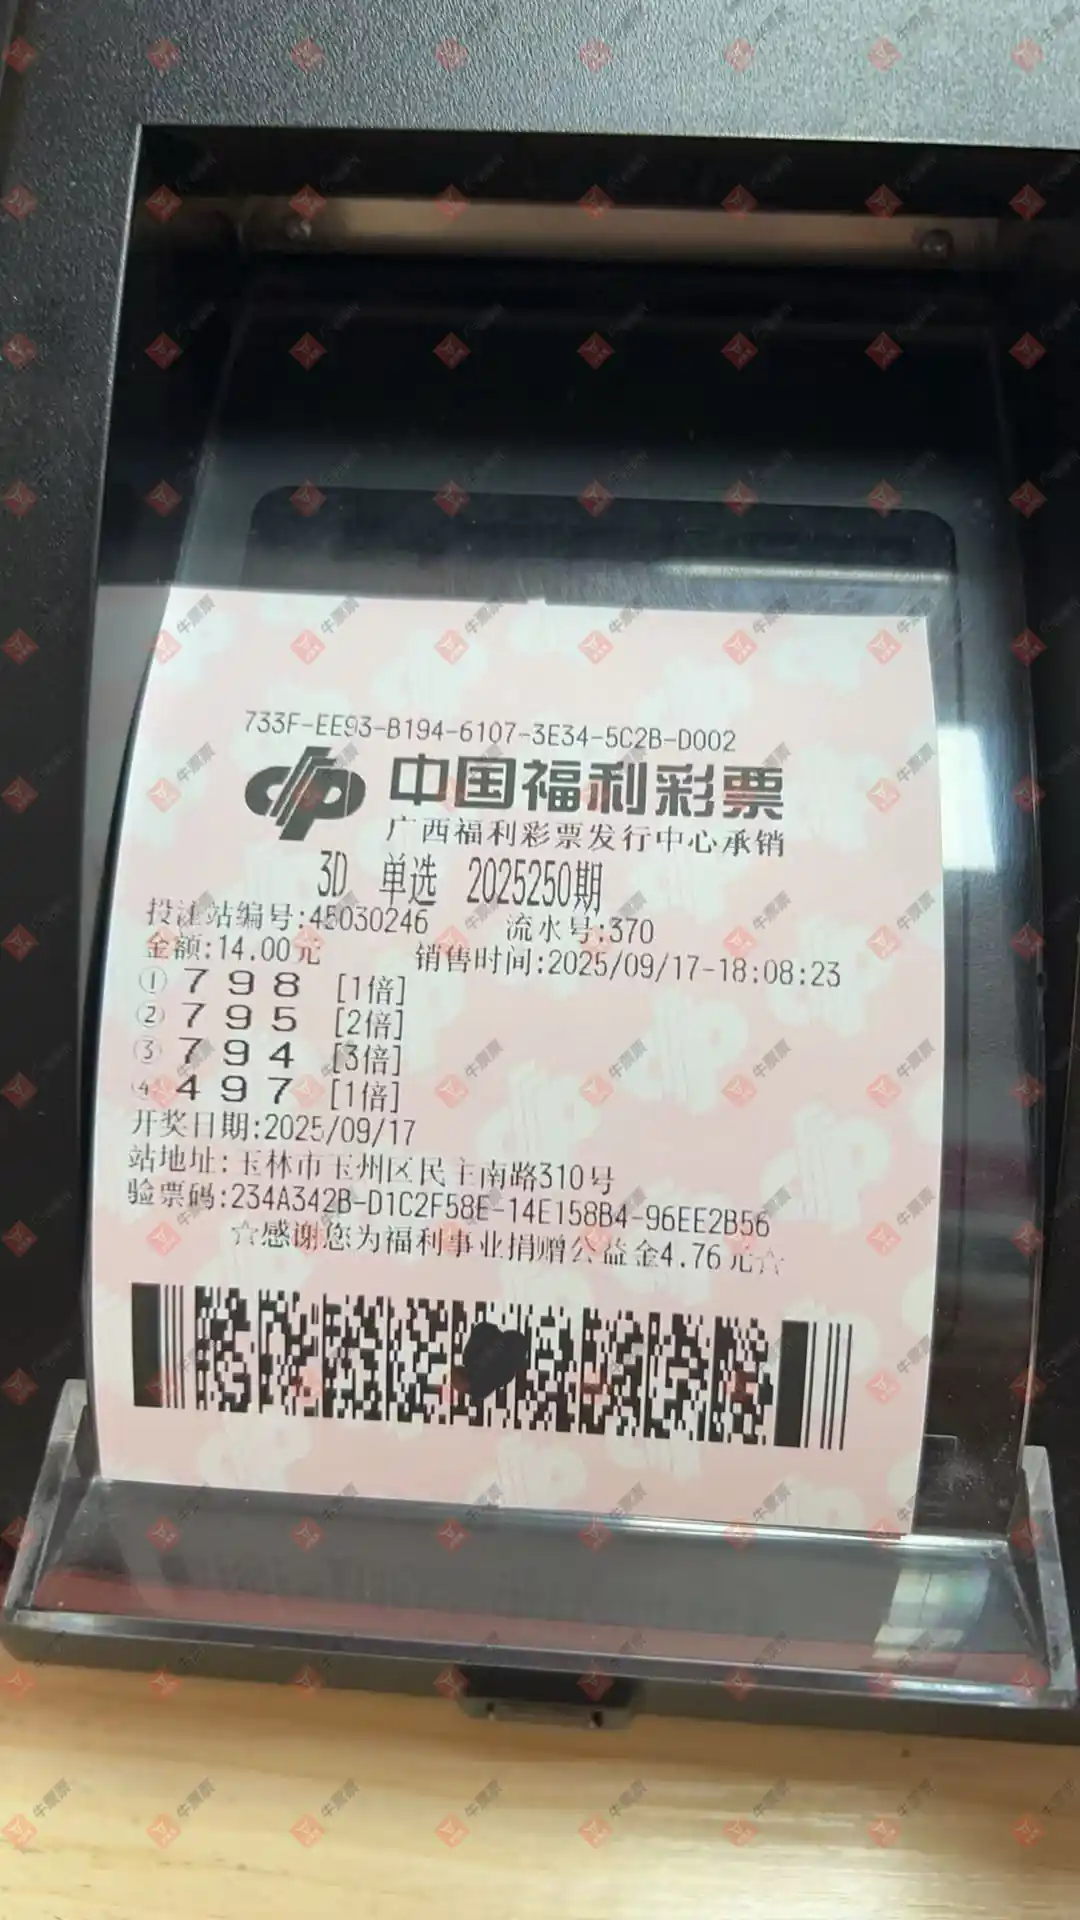 733F-EE93-B194-6107-3E34-5C2B-D002
中国福利彩票
广西福利彩票发行中心承销
3D 单选 2025250期
投注站编号:45030246 流水号:370
金额:14.00元 销售时间:2025/09/17-18:08:23
① 7 9 8 [1倍]
② 7 9 5 [2倍]
③ 7 9 4 [3倍]
④ 4 9 7 [1倍]
开奖日期:2025/09/17
站地址:玉林市玉州区民主南路310号
验票码:234A342B-D1C2F58E-14E158B4-96EE2B56
☆感谢您为福利事业捐赠公益金4.76元☆
牛票票